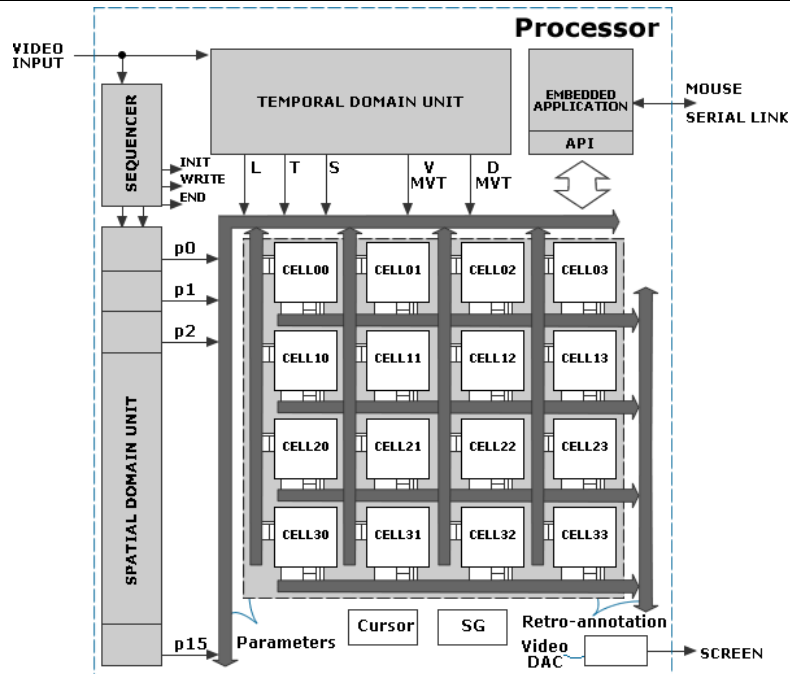 Processor
VIDEO
INPUT
TEMPORAL DOMAIN UNIT
EMBEDDED
APPLICATION
API
MOUSE
SERIAL LINK
SEQUENCER
INIT
WRITE
END
L
T
S
V
MVT
D
MVT
p0
p1
p2
CELL00
CELL01
CELL02
CELL03
CELL10
CELL11
CELL12
CELL13
CELL20
CELL21
CELL22
CELL23
CELL30
CELL31
CELL32
CELL33
SPATIAL DOMAIN UNIT
p15
Parameters
Cursor
SG
Retro-annotation
Video
DAC
SCREEN